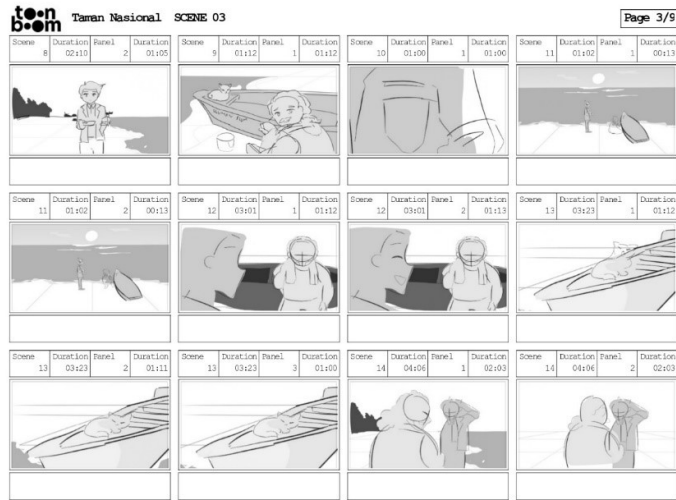 toon boom Taman Nasional SCENE 03 Page 3/9
Scene Duration Panel Duration Scene Duration Panel Duration Scene Duration Panel Duration Scene Duration Panel Duration
8 02:10 2 01:05 9 01:12 1 01:12 10 01:00 1 01:00 11 01:02 1 00:13
Scene Duration Panel Duration Scene Duration Panel Duration Scene Duration Panel Duration Scene Duration Panel Duration
11 01:02 2 00:13 12 03:01 1 01:12 12 03:01 2 01:13 13 03:23 1 01:12
Scene Duration Panel Duration Scene Duration Panel Duration Scene Duration Panel Duration Scene Duration Panel Duration
13 03:23 2 01:11 13 03:23 3 01:00 14 04:06 1 02:03 14 04:06 2 02:03